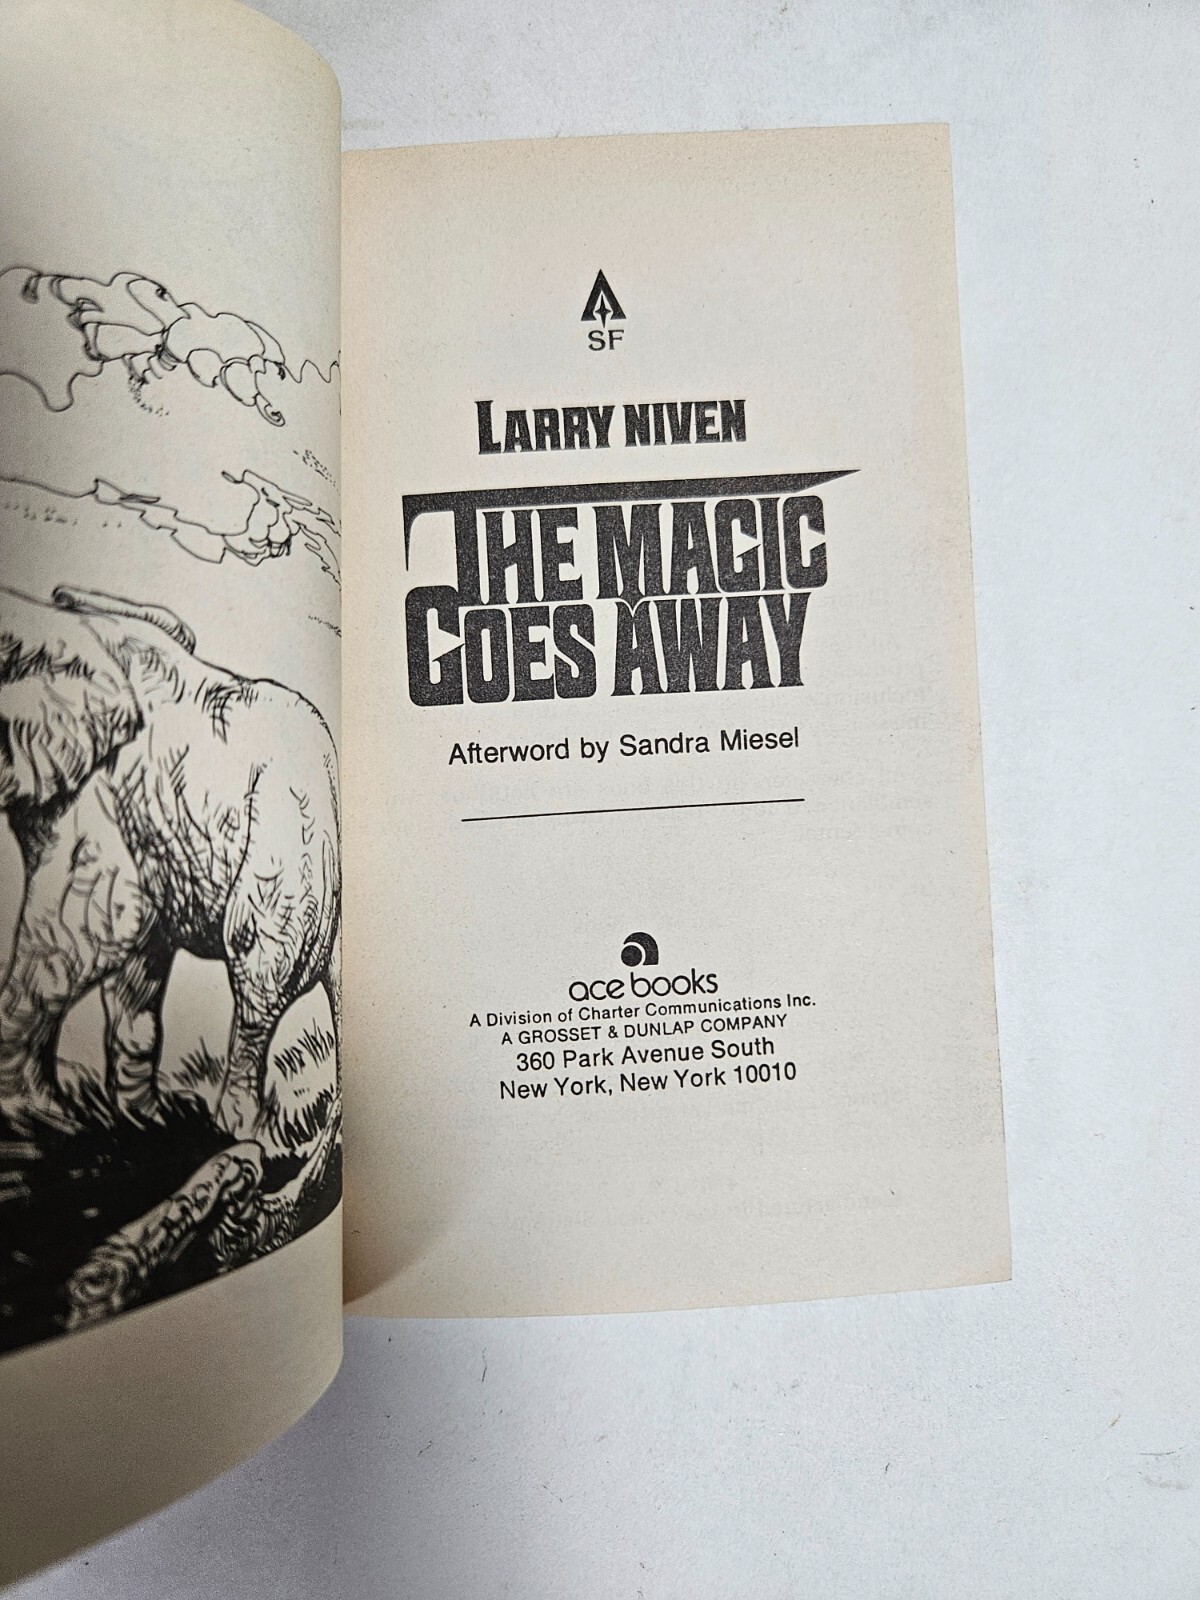 SF
LARRY NIVEN
THE MAGIC
GOES AWAY
Afterword by Sandra Miesel
ace books
A Division of Charter Communications Inc.
A GROSSET & DUNLAP COMPANY
360 Park Avenue South
New York, New York 10010